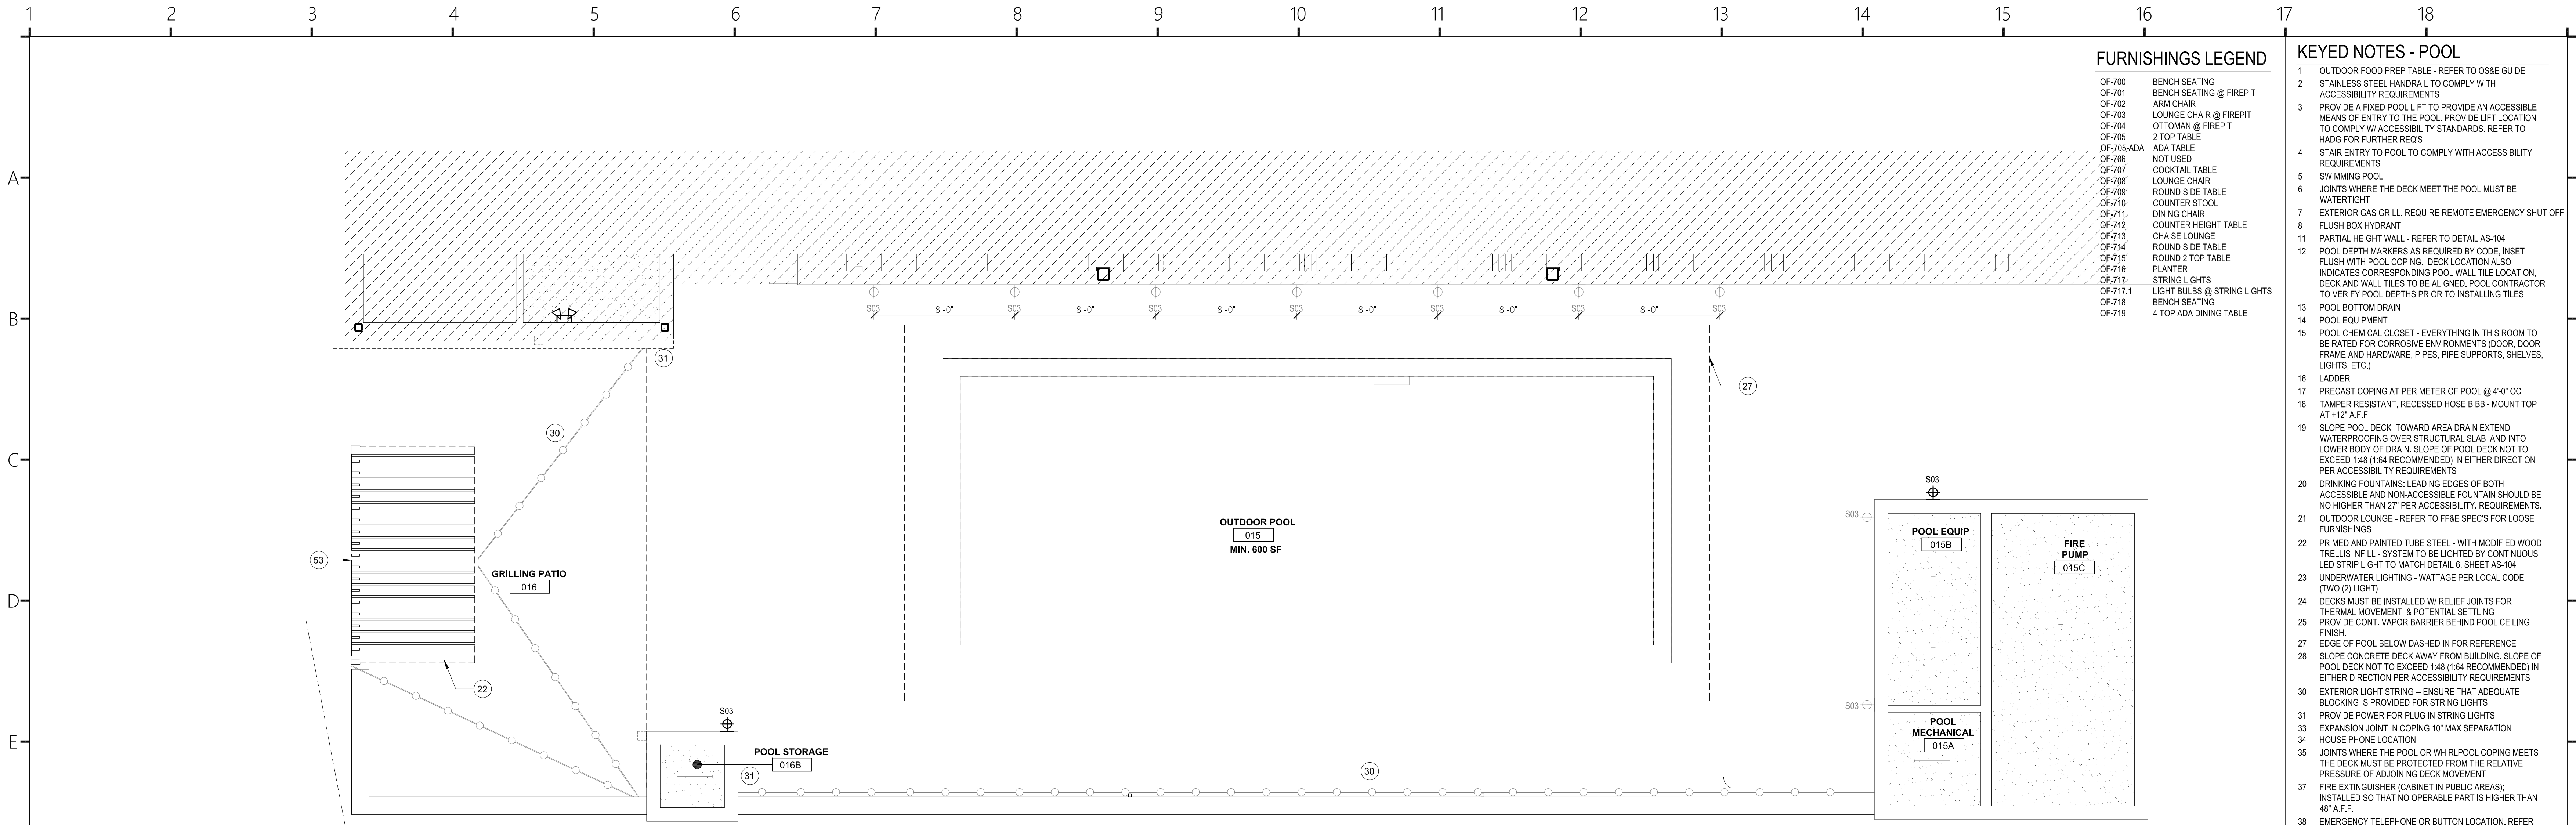 1 2 3 4 5 6 7 8 9 10 11 12 13 14 15 16 17 18
A
B
C
D
E
S03 S03 S03 S03 S03 S03 S03
8'-0" 8'-0" 8'-0" 8'-0" 8'-0" 8'-0"
31
30
27
53
GRILLING PATIO
016
22
OUTDOOR POOL
015
MIN. 600 SF
S03
S03
POOL EQUIP
015B
FIRE
PUMP
015C
S03
POOL
MECHANICAL
015A
S03
POOL STORAGE
016B
31
30
FURNISHINGS LEGEND
OF-700 BENCH SEATING
OF-701 BENCH SEATING @ FIREPIT
OF-702 ARM CHAIR
OF-703 LOUNGE CHAIR @ FIREPIT
OF-704 OTTOMAN @ FIREPIT
OF-705 2 TOP TABLE
OF-705-ADA ADA TABLE
OF-706 NOT USED
OF-707 COCKTAIL TABLE
OF-708 LOUNGE CHAIR
OF-709 ROUND SIDE TABLE
OF-710 COUNTER STOOL
OF-711 DINING CHAIR
OF-712 COUNTER HEIGHT TABLE
OF-713 CHAISE LOUNGE
OF-714 ROUND SIDE TABLE
OF-715 ROUND 2 TOP TABLE
OF-716 PLANTER
OF-717 STRING LIGHTS
OF-717.1 LIGHT BULBS @ STRING LIGHTS
OF-718 BENCH SEATING
OF-719 4 TOP ADA DINING TABLE
KEYED NOTES - POOL
1 OUTDOOR FOOD PREP TABLE - REFER TO OS&E GUIDE
2 STAINLESS STEEL HANDRAIL TO COMPLY WITH
ACCESSIBILITY REQUIREMENTS
3 PROVIDE A FIXED POOL LIFT TO PROVIDE AN ACCESSIBLE
MEANS OF ENTRY TO THE POOL. PROVIDE LIFT LOCATION
TO COMPLY W/ ACCESSIBILITY STANDARDS. REFER TO
HADG FOR FURTHER REQ'S
4 STAIR ENTRY TO POOL TO COMPLY WITH ACCESSIBILITY
REQUIREMENTS
5 SWIMMING POOL
6 JOINTS WHERE THE DECK MEET THE POOL MUST BE
WATERTIGHT
7 EXTERIOR GAS GRILL. REQUIRE REMOTE EMERGENCY SHUT OFF
8 FLUSH BOX HYDRANT
11 PARTIAL HEIGHT WALL - REFER TO DETAIL AS-104
12 POOL DEPTH MARKERS AS REQUIRED BY CODE, INSET
FLUSH WITH POOL COPING. DECK LOCATION ALSO
INDICATES CORRESPONDING POOL WALL TILE LOCATION,
DECK AND WALL TILES TO BE ALIGNED. POOL CONTRACTOR
TO VERIFY POOL DEPTHS PRIOR TO INSTALLING TILES
13 POOL BOTTOM DRAIN
14 POOL EQUIPMENT
15 POOL CHEMICAL CLOSET - EVERYTHING IN THIS ROOM TO
BE RATED FOR CORROSIVE ENVIRONMENTS (DOOR, DOOR
FRAME AND HARDWARE, PIPES, PIPE SUPPORTS, SHELVES,
LIGHTS, ETC.)
16 LADDER
17 PRECAST COPING AT PERIMETER OF POOL @ 4'-0" OC
18 TAMPER RESISTANT, RECESSED HOSE BIBB - MOUNT TOP
AT +12" A.F.F
19 SLOPE POOL DECK TOWARD AREA DRAIN EXTEND
WATERPROOFING OVER STRUCTURAL SLAB AND INTO
LOWER BODY OF DRAIN. SLOPE OF POOL DECK NOT TO
EXCEED 1:48 (1:64 RECOMMENDED) IN EITHER DIRECTION
PER ACCESSIBILITY REQUIREMENTS
20 DRINKING FOUNTAINS: LEADING EDGES OF BOTH
ACCESSIBLE AND NON-ACCESSIBLE FOUNTAIN SHOULD BE
NO HIGHER THAN 27" PER ACCESSIBILITY. REQUIREMENTS.
21 OUTDOOR LOUNGE - REFER TO FF&E SPEC'S FOR LOOSE
FURNISHINGS
22 PRIMED AND PAINTED TUBE STEEL - WITH MODIFIED WOOD
TRELLIS INFILL - SYSTEM TO BE LIGHTED BY CONTINUOUS
LED STRIP LIGHT TO MATCH DETAIL 6, SHEET AS-104
23 UNDERWATER LIGHTING - WATTAGE PER LOCAL CODE
(TWO (2) LIGHT)
24 DECKS MUST BE INSTALLED W/ RELIEF JOINTS FOR
THERMAL MOVEMENT & POTENTIAL SETTLING
25 PROVIDE CONT. VAPOR BARRIER BEHIND POOL CEILING
FINISH.
27 EDGE OF POOL BELOW DASHED IN FOR REFERENCE
28 SLOPE CONCRETE DECK AWAY FROM BUILDING. SLOPE OF
POOL DECK NOT TO EXCEED 1:48 (1:64 RECOMMENDED) IN
EITHER DIRECTION PER ACCESSIBILITY REQUIREMENTS
30 EXTERIOR LIGHT STRING -- ENSURE THAT ADEQUATE
BLOCKING IS PROVIDED FOR STRING LIGHTS
31 PROVIDE POWER FOR PLUG IN STRING LIGHTS
33 EXPANSION JOINT IN COPING 10" MAX SEPARATION
34 HOUSE PHONE LOCATION
35 JOINTS WHERE THE POOL OR WHIRLPOOL COPING MEETS
THE DECK MUST BE PROTECTED FROM THE RELATIVE
PRESSURE OF ADJOINING DECK MOVEMENT
37 FIRE EXTINGUISHER (CABINET IN PUBLIC AREAS);
INSTALLED SO THAT NO OPERABLE PART IS HIGHER THAN
48" A.F.F.
38 EMERGENCY TELEPHONE OR BUTTON LOCATION. REFER